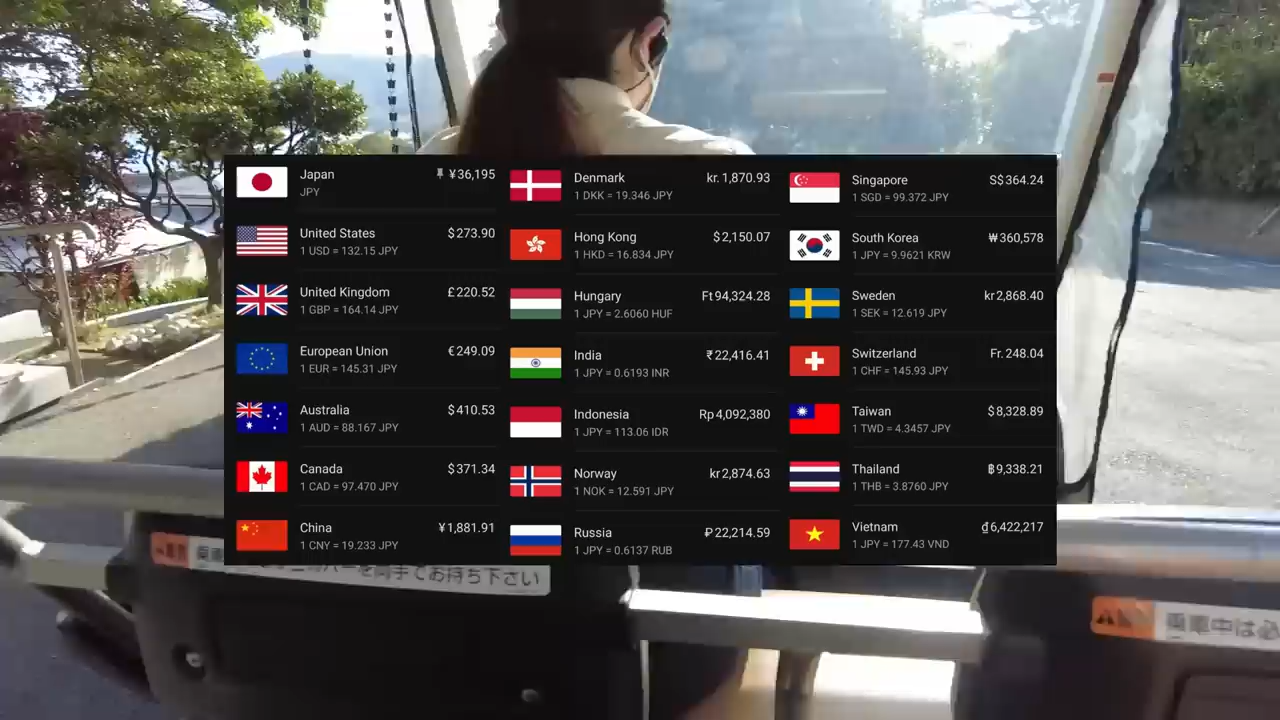 Japan
¥36,195
JPY
United States
$273.90
1 USD = 132.15 JPY
United Kingdom
£220.52
1 GBP = 164.14 JPY
European Union
€249.09
1 EUR = 145.31 JPY
Australia
$410.53
1 AUD = 88.167 JPY
Canada
$371.34
1 CAD = 97.470 JPY
China
¥1,881.91
1 CNY = 19.233 JPY
Denmark
kr. 1,870.93
1 DKK = 19.346 JPY
Hong Kong
$2,150.07
1 HKD = 16.834 JPY
Hungary
Ft94,324.28
1 JPY = 2.6060 HUF
India
₹22,416.41
1 JPY = 0.6193 INR
Indonesia
Rp4,092,380
1 JPY = 113.06 IDR
Norway
kr2,874.63
1 NOK = 12.591 JPY
Russia
₽22,214.59
1 JPY = 0.6137 RUB
Singapore
S$364.24
1 SGD = 99.372 JPY
South Korea
₩360,578
1 JPY = 9.9621 KRW
Sweden
kr2,868.40
1 SEK = 12.619 JPY
Switzerland
Fr.248.04
1 CHF = 145.93 JPY
Taiwan
$8,328.89
1 TWD = 4.3457 JPY
Thailand
฿9,338.21
1 THB = 3.8760 JPY
Vietnam
₫6,422,217
1 JPY = 177.43 VND
バーを両手でお持ち下さい
乗車中は必